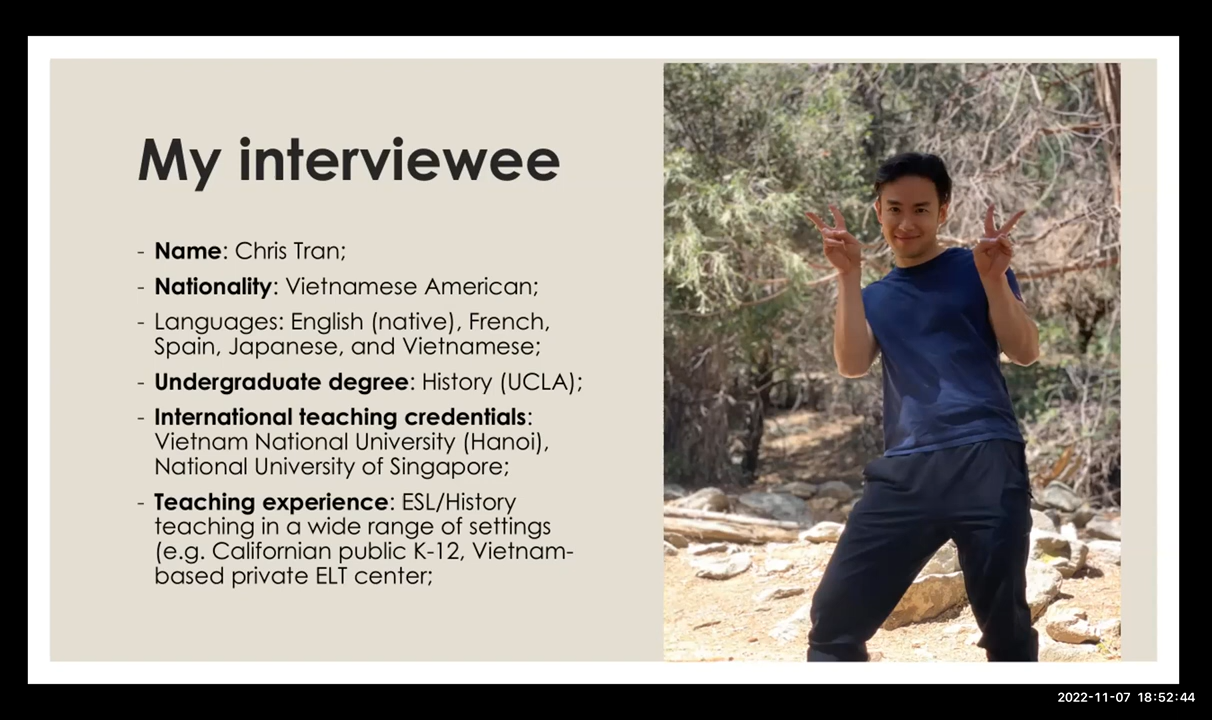 My interviewee
- Name: Chris Tran;
- Nationality: Vietnamese American;
- Languages: English (native), French,
Spain, Japanese, and Vietnamese;
- Undergraduate degree: History (UCLA);
- International teaching credentials:
Vietnam National University (Hanoi),
National University of Singapore;
- Teaching experience: ESL/History
teaching in a wide range of settings
(e.g. Californian public K-12, Vietnam-
based private ELT center;
2022-11-07 18:52:44